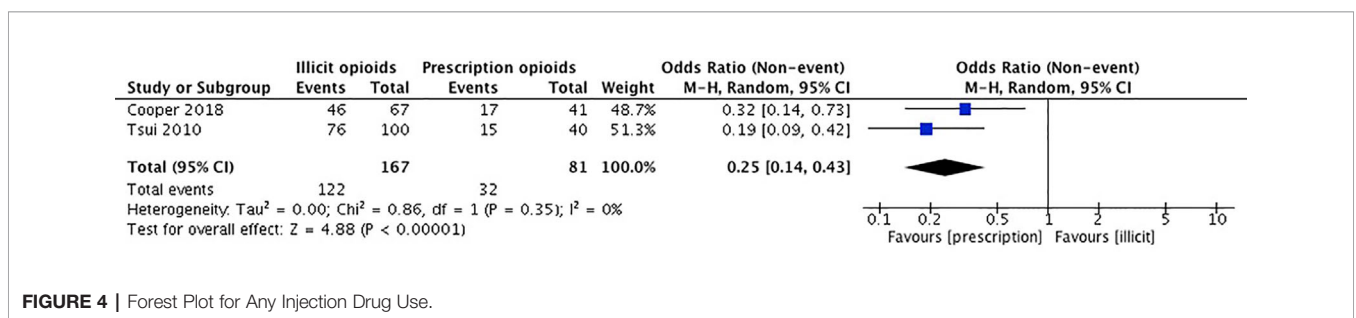 Illicit opioids Prescription opioids Odds Ratio (Non-event) Odds Ratio (Non-event)
Study or Subgroup Events Total Events Total Weight M-H, Random, 95% CI M-H, Random, 95% CI
Cooper 2018 46 67 17 41 48.7% 0.32 [0.14, 0.73]
Tsui 2010 76 100 15 40 51.3% 0.19 [0.09, 0.42]
Total (95% CI) 167 81 100.0% 0.25 [0.14, 0.43]
Total events 122 32
Heterogeneity: Tau² = 0.00; Chi² = 0.86, df = 1 (P = 0.35); I² = 0%
Test for overall effect: Z = 4.88 (P < 0.00001)
0.1 0.2 0.5 1 2 5 10
Favours [prescription] Favours [illicit]
FIGURE 4 | Forest Plot for Any Injection Drug Use.